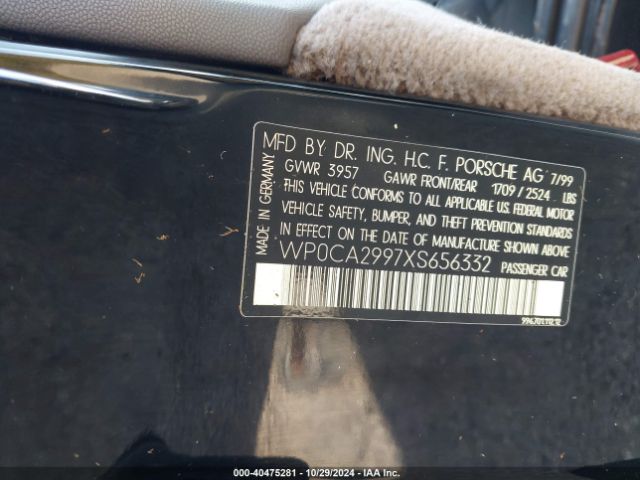 MFD BY DR. ING. H.C. F. PORSCHE AG 7/99
GVWR 3957 GAWR FRONT/REAR 1709/2524 LBS
THIS VEHICLE CONFORMS TO ALL APPLICABLE U.S. FEDERAL MOTOR
VEHICLE SAFETY, BUMPER, AND THEFT PREVENTION STANDARDS
IN EFFECT ON THE DATE OF MANUFACTURE SHOWN ABOVE
WP0CA2997XS656332 PASSENGER CAR
MADE IN GERMANY
000-40475281 | 10/29/2024 | IAA Inc.